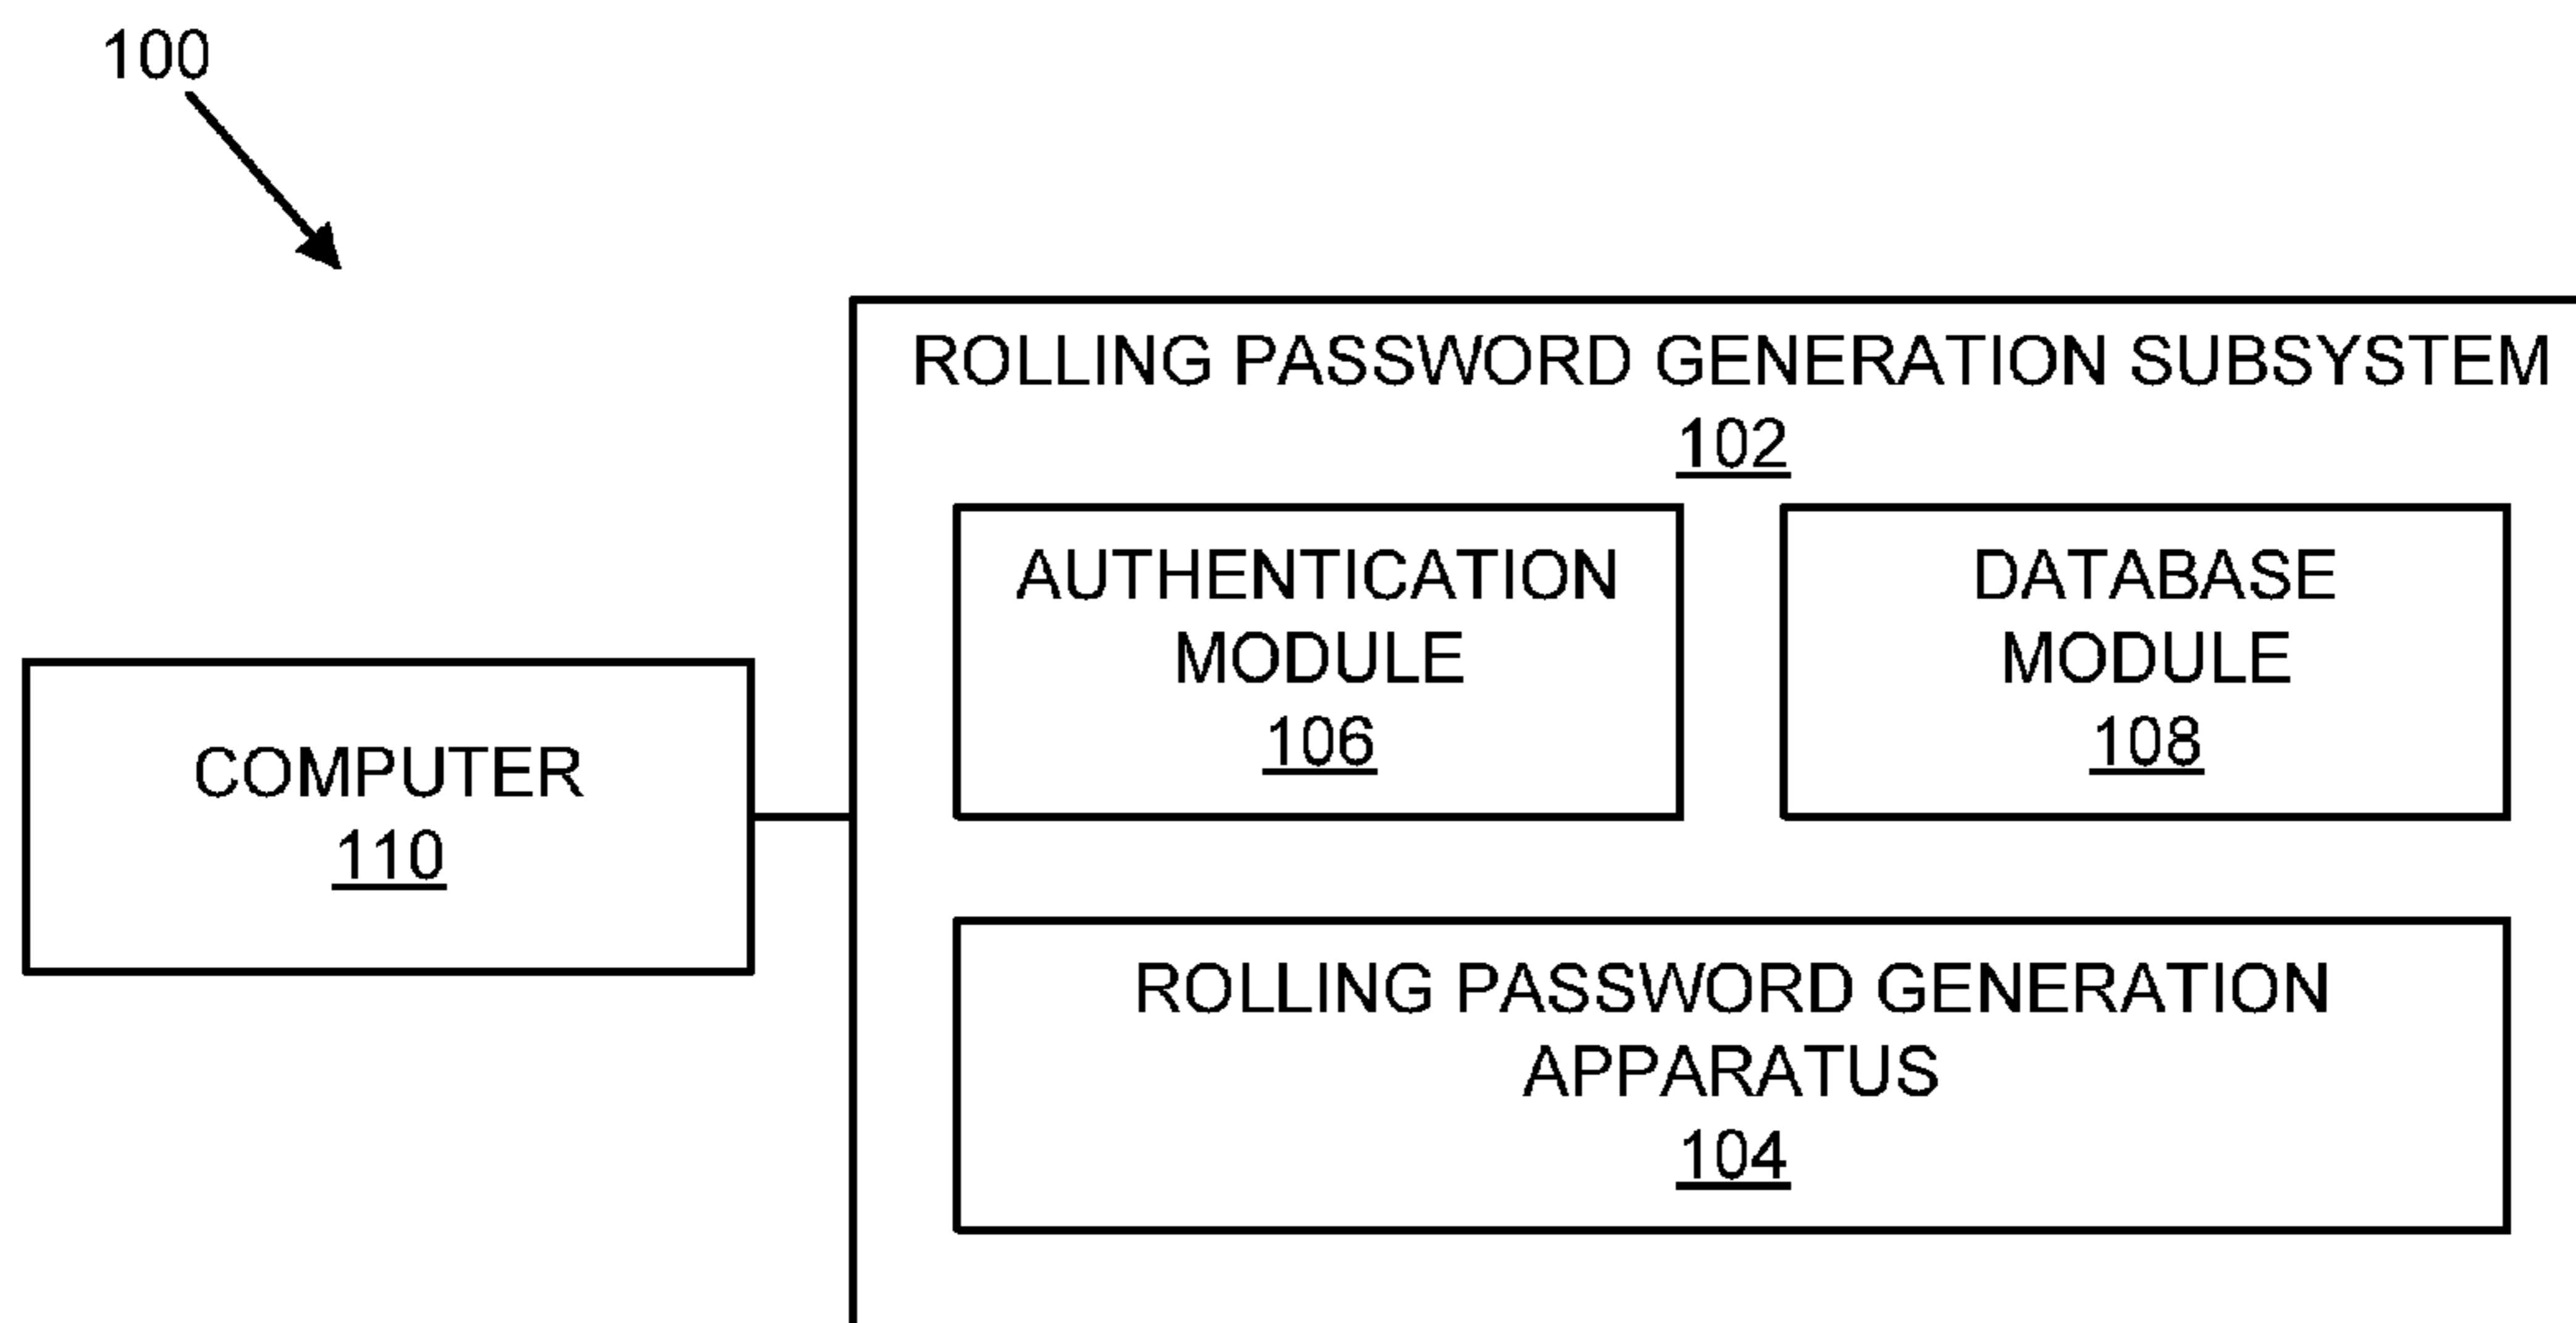 100
ROLLING PASSWORD GENERATION SUBSYSTEM
102
AUTHENTICATION
MODULE
106
DATABASE
MODULE
108
COMPUTER
110
ROLLING PASSWORD GENERATION
APPARATUS
104